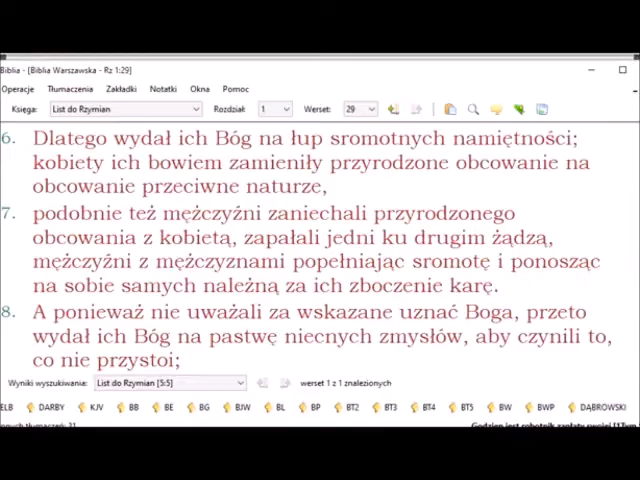 Biblia - [Biblia Warszawska - Rz 1:29]
Operacje Tłumaczenia Zakładki Notatki Okna Pomoc
Księga: List do Rzymian Rozdział 1 Werset: 29
6. Dlatego wydał ich Bóg na łup sromotnych namiętności;
kobiety ich bowiem zamieniły przyrodzone obcowanie na
obcowanie przeciwne naturze,
7. podobnie też mężczyźni zaniechali przyrodzonego
obcowania z kobietą, zapałali jedni ku drugim żądzą,
mężczyźni z mężczyznami popełniając sromotę i ponosząc
na sobie samych należną za ich zboczenie karę.
8. A ponieważ nie uważali za wskazane uznać Boga, przeto
wydał ich Bóg na pastwę niecnych zmysłów, aby czynili to,
co nie przystoi;
Wyniki wyszukiwania: List do Rzymian [5:5] werset 1 z 1 znalezionych
ELB DARBY KJV BB BE BG BJW BL BP BT2 BT3 BT4 BT5 BW BWP DĄBROWSKI